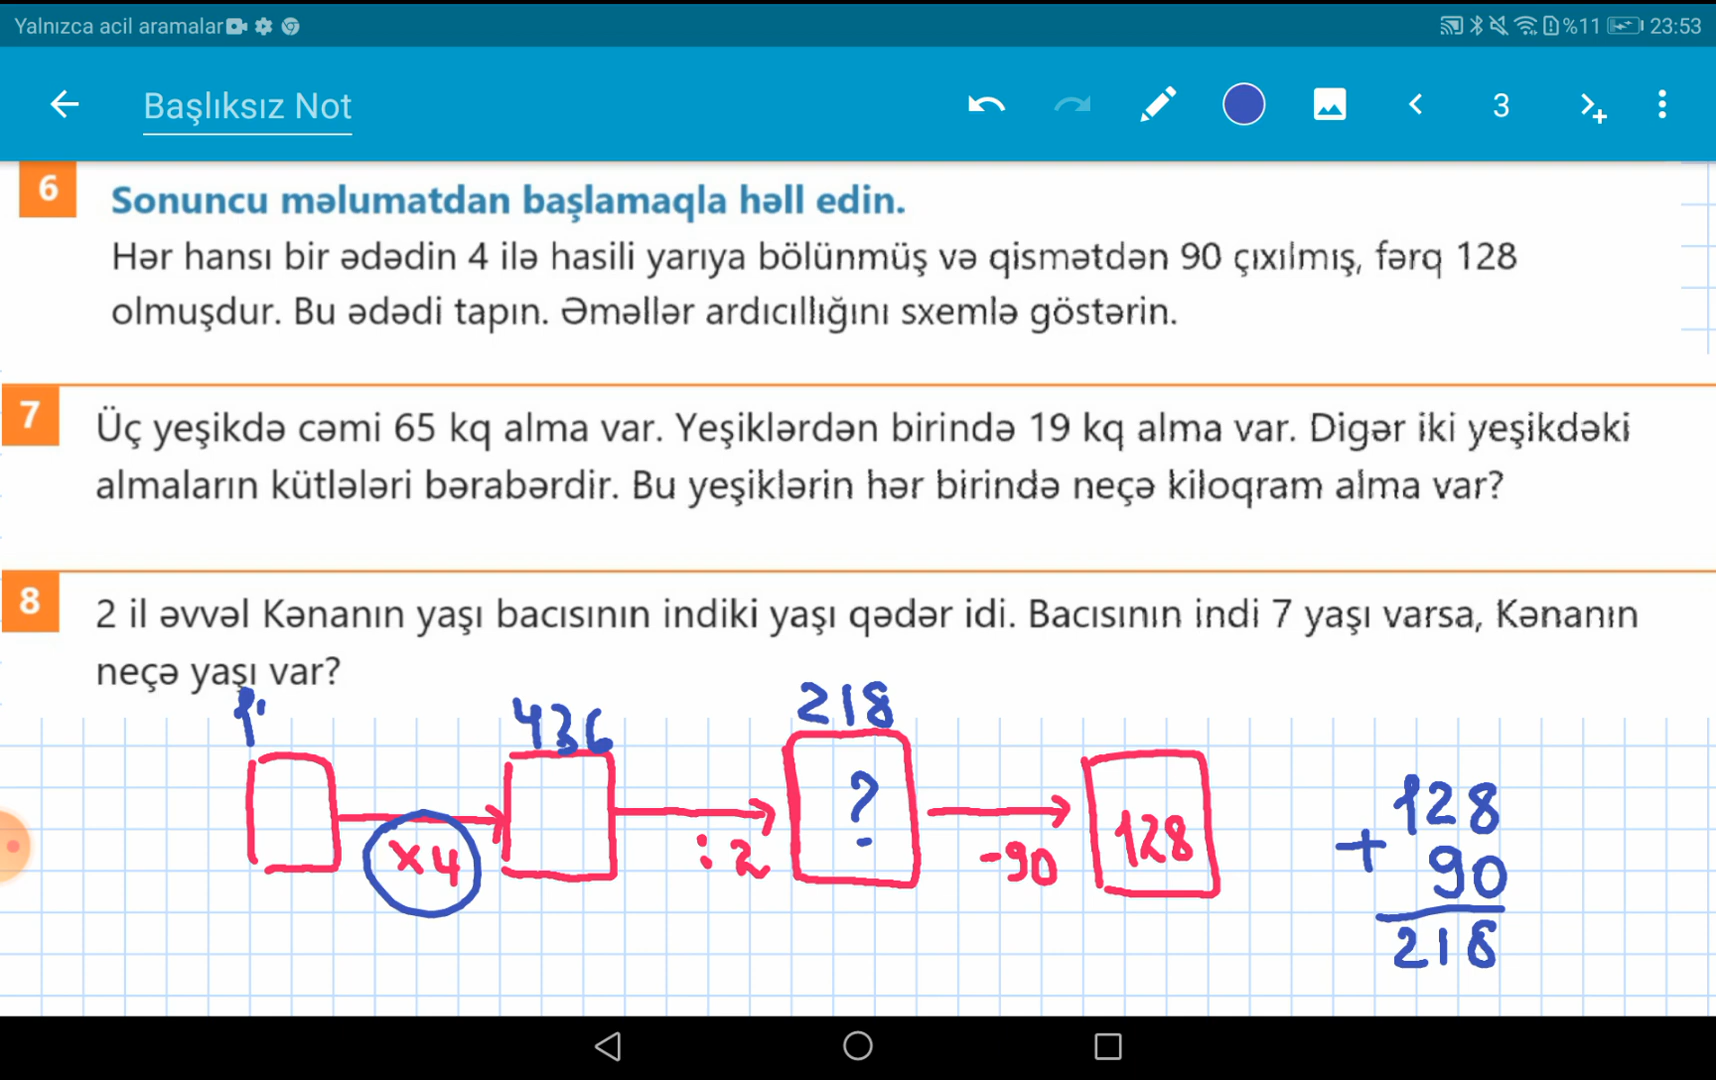 Yalnızca acil aramalar %11 23:53
Başlıksız Not 3
6 Sonuncu məlumatdan başlamaqla həll edin.
Hər hansı bir ədədin 4 ilə hasili yarıya bölünmüş və qismətdən 90 çıxılmış, fərq 128
olmuşdur. Bu ədədi tapın. Əməllər ardıcıllığını sxemlə göstərin.
7 Üç yeşikdə cəmi 65 kq alma var. Yeşiklərdən birində 19 kq alma var. Digər iki yeşikdəki
almaların kütlələri bərabərdir. Bu yeşiklərin hər birində neçə kiloqram alma var?
8 2 il əvvəl Kənanın yaşı bacısının indiki yaşı qədər idi. Bacısının indi 7 yaşı varsa, Kənanın
neçə yaşı var?
436 218
? 128
×4 :2 -90
128
+ 90
218